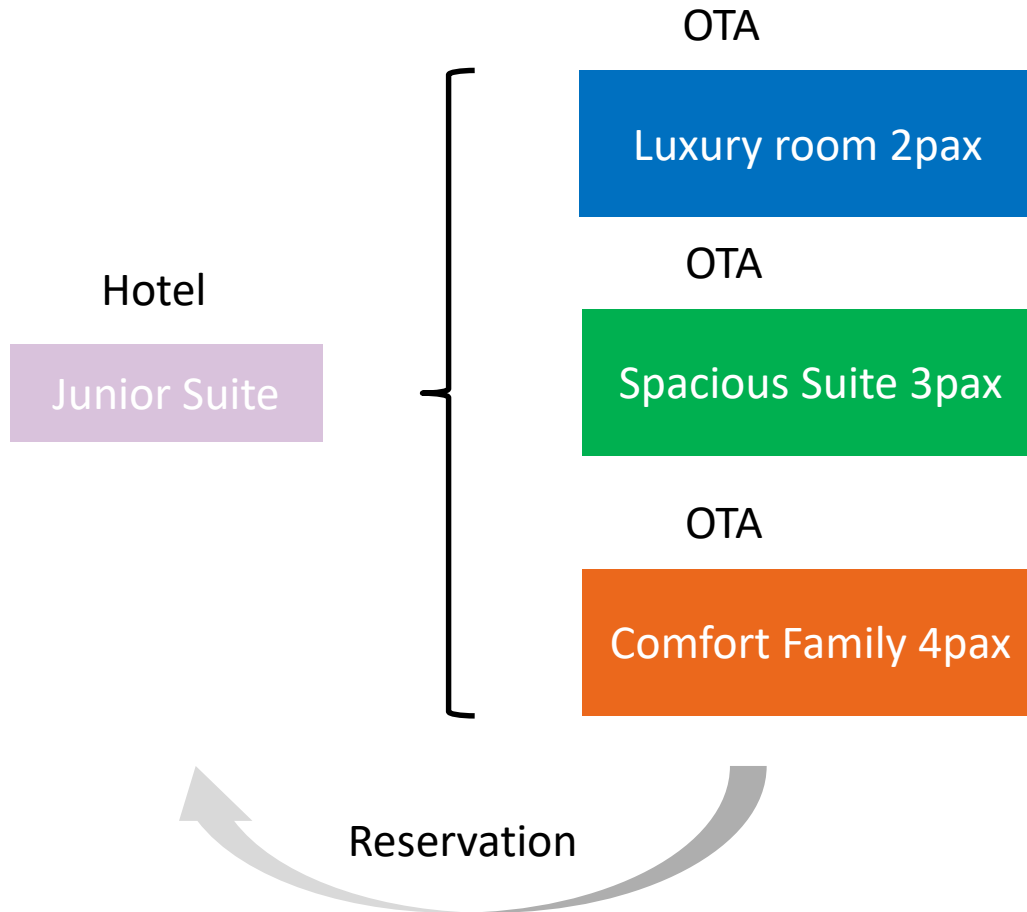 OTA
Luxury room 2pax
OTA
Hotel
Junior Suite
Spacious Suite 3pax
OTA
Comfort Family 4pax
Reservation